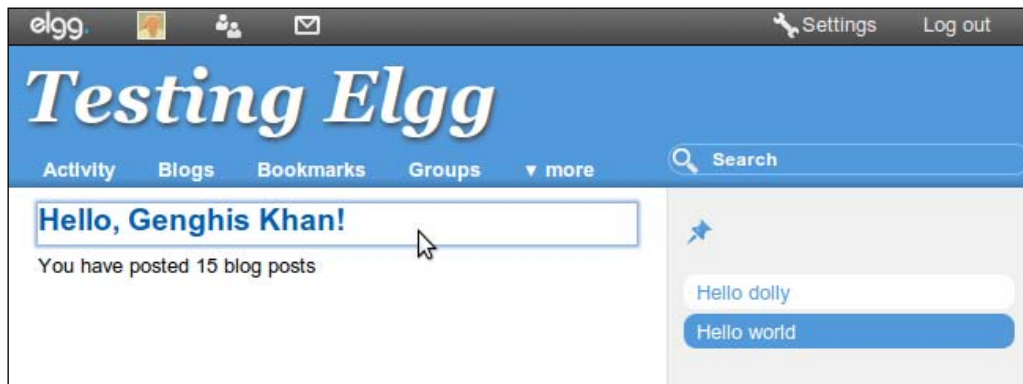 elgg.
Settings
Log out
Testing Elgg
Activity
Blogs
Bookmarks
Groups
▼ more
Search
Hello, Genghis Khan!
You have posted 15 blog posts
Hello dolly
Hello world